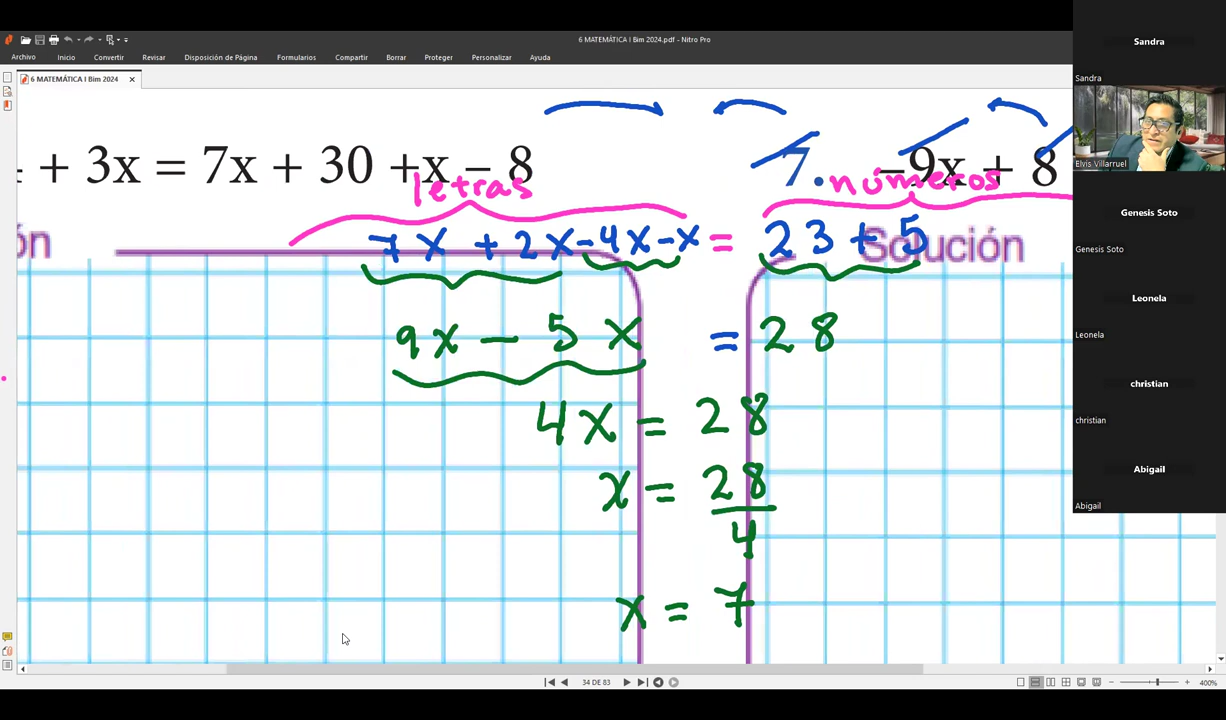 6 MATEMÁTICA I Bim 2024.pdf - Nitro Pro
Archivo Inicio Convertir Revisar Disposición de Página Formularios Compartir Borrar Proteger Personalizar Ayuda
6 MATEMÁTICA I Bim 2024 ×
+ 3x = 7x + 30 + x - 8
7. -9x + 8
letras números
7x + 2x - 4x - x = 23 + 5
ón
Solución
9x - 5x = 28
4x = 28
x = 28
4
x = 7
34 DE 83
400%
Sandra
Sandra
Elvis Villarruel
Genesis Soto
Genesis Soto
Leonela
Leonela
christian
christian
Abigail
Abigail